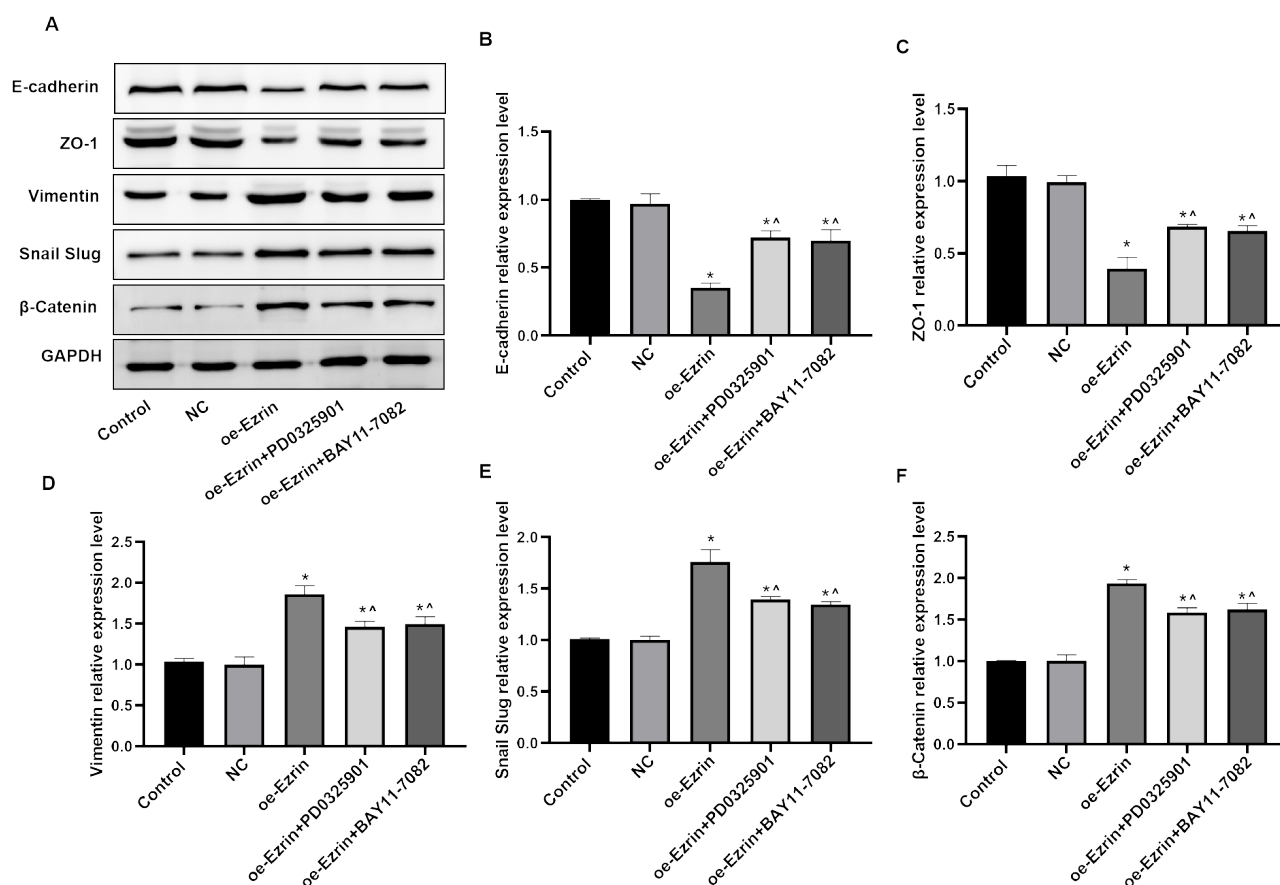 A
E-cadherin
ZO-1
Vimentin
Snail Slug
β-Catenin
GAPDH
Control
NC
oe-Ezrin
oe-Ezrin+PD0325901
oe-Ezrin+BAY11-7082
B
E-cadherin relative expression level
1.5
1.0
0.5
0.0
*
*^
*^
Control
NC
oe-Ezrin
oe-Ezrin+PD0325901
oe-Ezrin+BAY11-7082
C
ZO-1 relative expression level
1.5
1.0
0.5
0.0
*
*^
*^
Control
NC
oe-Ezrin
oe-Ezrin+PD0325901
oe-Ezrin+BAY11-7082
D
Vimentin relative expression level
2.5
2.0
1.5
1.0
0.5
0.0
*
*^
*^
Control
NC
oe-Ezrin
oe-Ezrin+PD0325901
oe-Ezrin+BAY11-7082
E
Snail Slug relative expression level
2.0
1.5
1.0
0.5
0.0
*
*^
*^
Control
NC
oe-Ezrin
oe-Ezrin+PD0325901
oe-Ezrin+BAY11-7082
F
β-Catenin relative expression level
2.5
2.0
1.5
1.0
0.5
0.0
*
*^
*^
Control
NC
oe-Ezrin
oe-Ezrin+PD0325901
oe-Ezrin+BAY11-7082